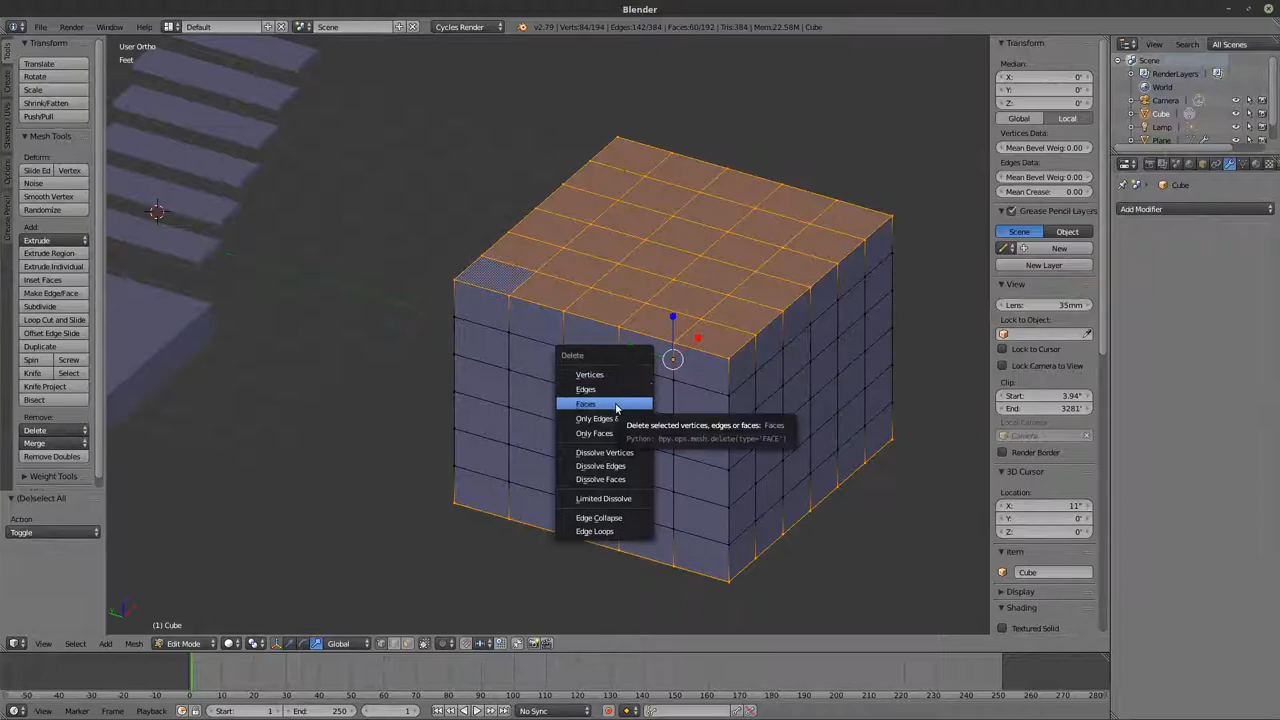 Blender
File Render Window Help Default Scene Cycles Render v2.79 | Verts:84/194 | Edges:142/384 | Faces:60/192 | Tris:384 | Mem:22.58M | Cube
Tools
Create
Shading / UVs
Options
Grease Pencil
Transform
Translate
Rotate
Scale
Shrink/Fatten
Push/Pull
Mesh Tools
Deform:
Slide Ed Vertex
Noise
Smooth Vertex
Randomize
Add:
Extrude
Extrude Region
Extrude Individual
Inset Faces
Make Edge/Face
Subdivide
Loop Cut and Slide
Offset Edge Slide
Duplicate
Spin Screw
Knife Select
Knife Project
Bisect
Remove:
Delete
Merge
Remove Doubles
Weight Tools
(De)select All
Action
Toggle
User Ortho
Feet
(1) Cube
Delete
Vertices
Edges
Faces
Only Edges &
Only Faces
Dissolve Vertices
Dissolve Edges
Dissolve Faces
Limited Dissolve
Edge Collapse
Edge Loops
Delete selected vertices, edges or faces: Faces
Python: bpy.ops.mesh.delete(type='FACE')
Transform
Median:
X: 0'
Y: 0'
Z: 0'
Global Local
Vertices Data:
Mean Bevel Weig: 0.00
Edges Data:
Mean Bevel Weig: 0.00
Mean Crease: 0.00
Grease Pencil Layers
Scene Object
New
New Layer
View
Lens: 35mm
Lock to Object:
Lock to Cursor
Lock Camera to View
Clip:
Start: 3.94"
End: 3281'
Local Camera:
Camera
Render Border
3D Cursor
Location:
X: 11"
Y: 0'
Z: 0'
Item
Cube
Display
Shading
Textured Solid
View Search All Scenes
Scene
RenderLayers
World
Camera
Cube
Lamp
Plane
Cube
Add Modifier
View Select Add Mesh Edit Mode Global
-50 -40 -30 -20 -10 0 10 20 30 40 50 60 70 80 90 100 110 120 130 140 150 160 170 180 190 200 210 220 230 240 250 260 270 280
View Marker Frame Playback Start: 1 End: 250 1 No Sync